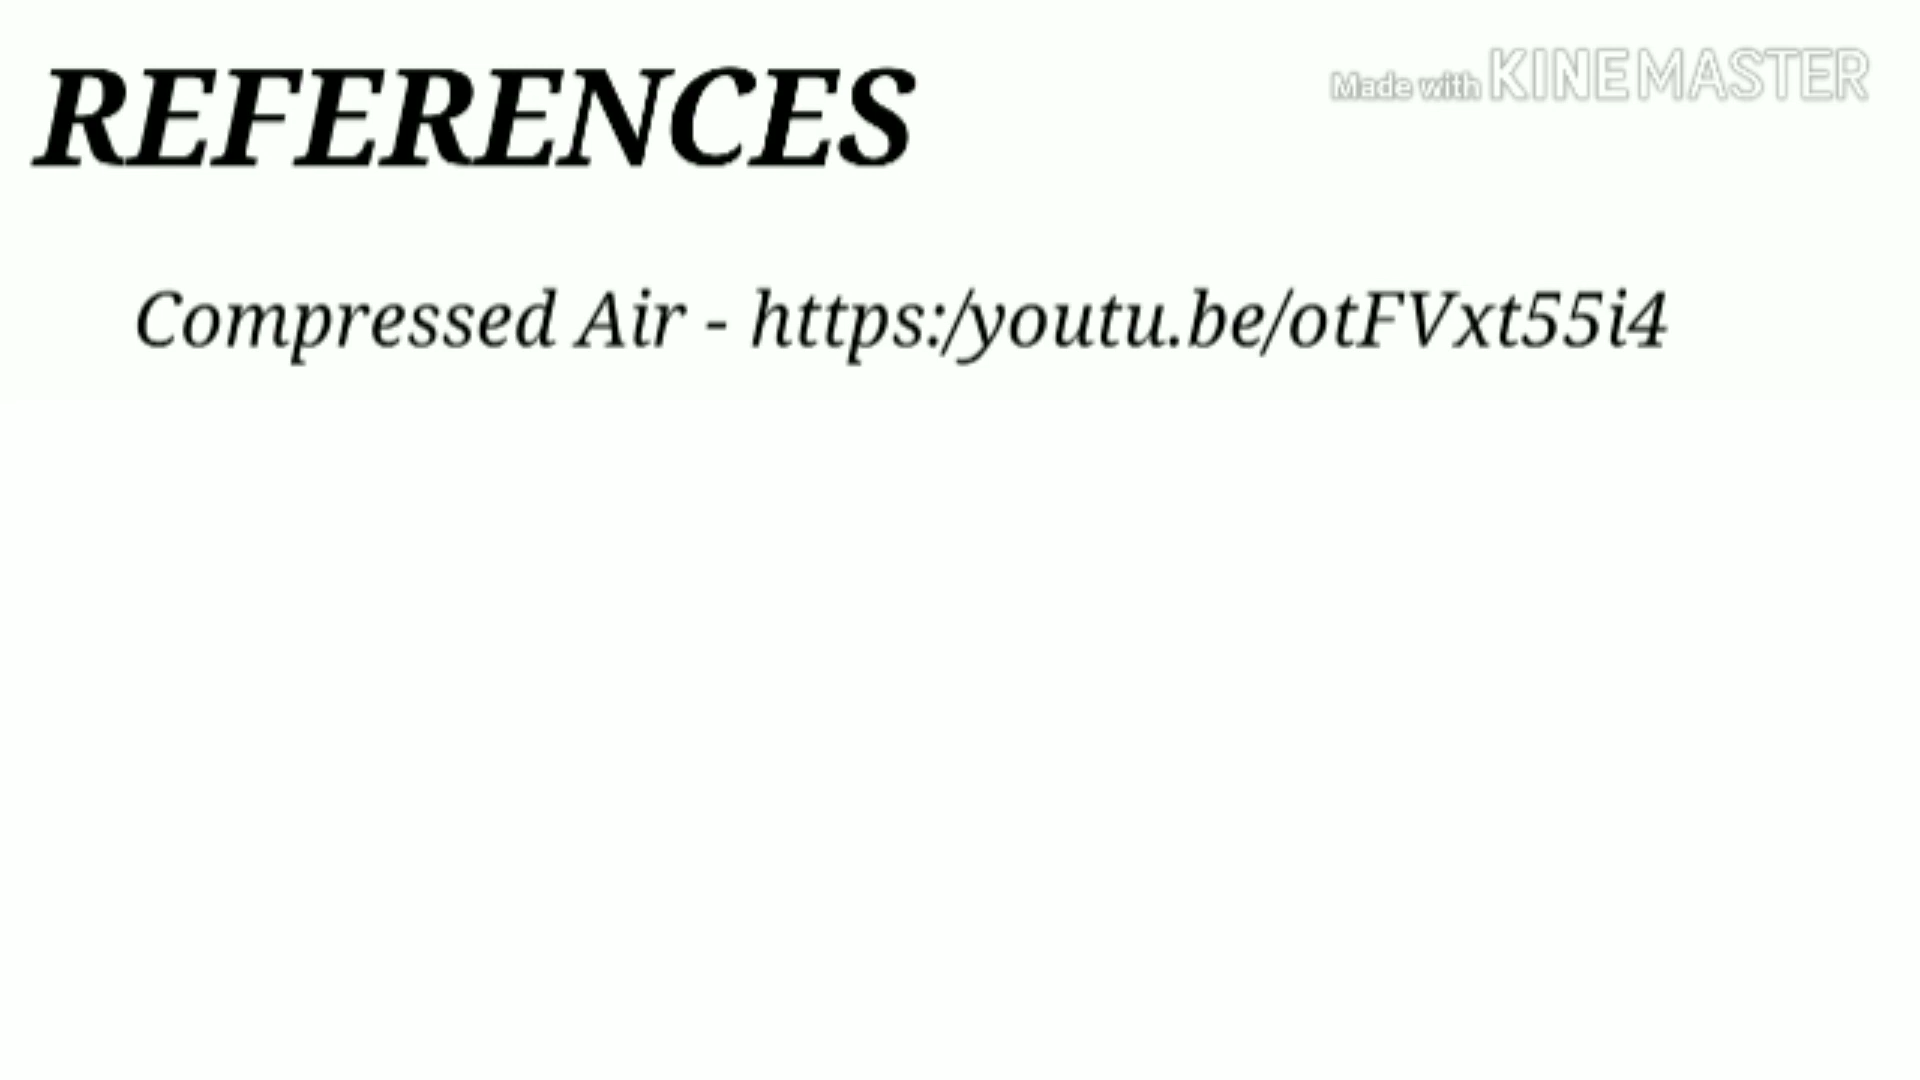 REFERENCES
Made with KINEMASTER
Compressed Air - https:/youtu.be/otFVxt55i4